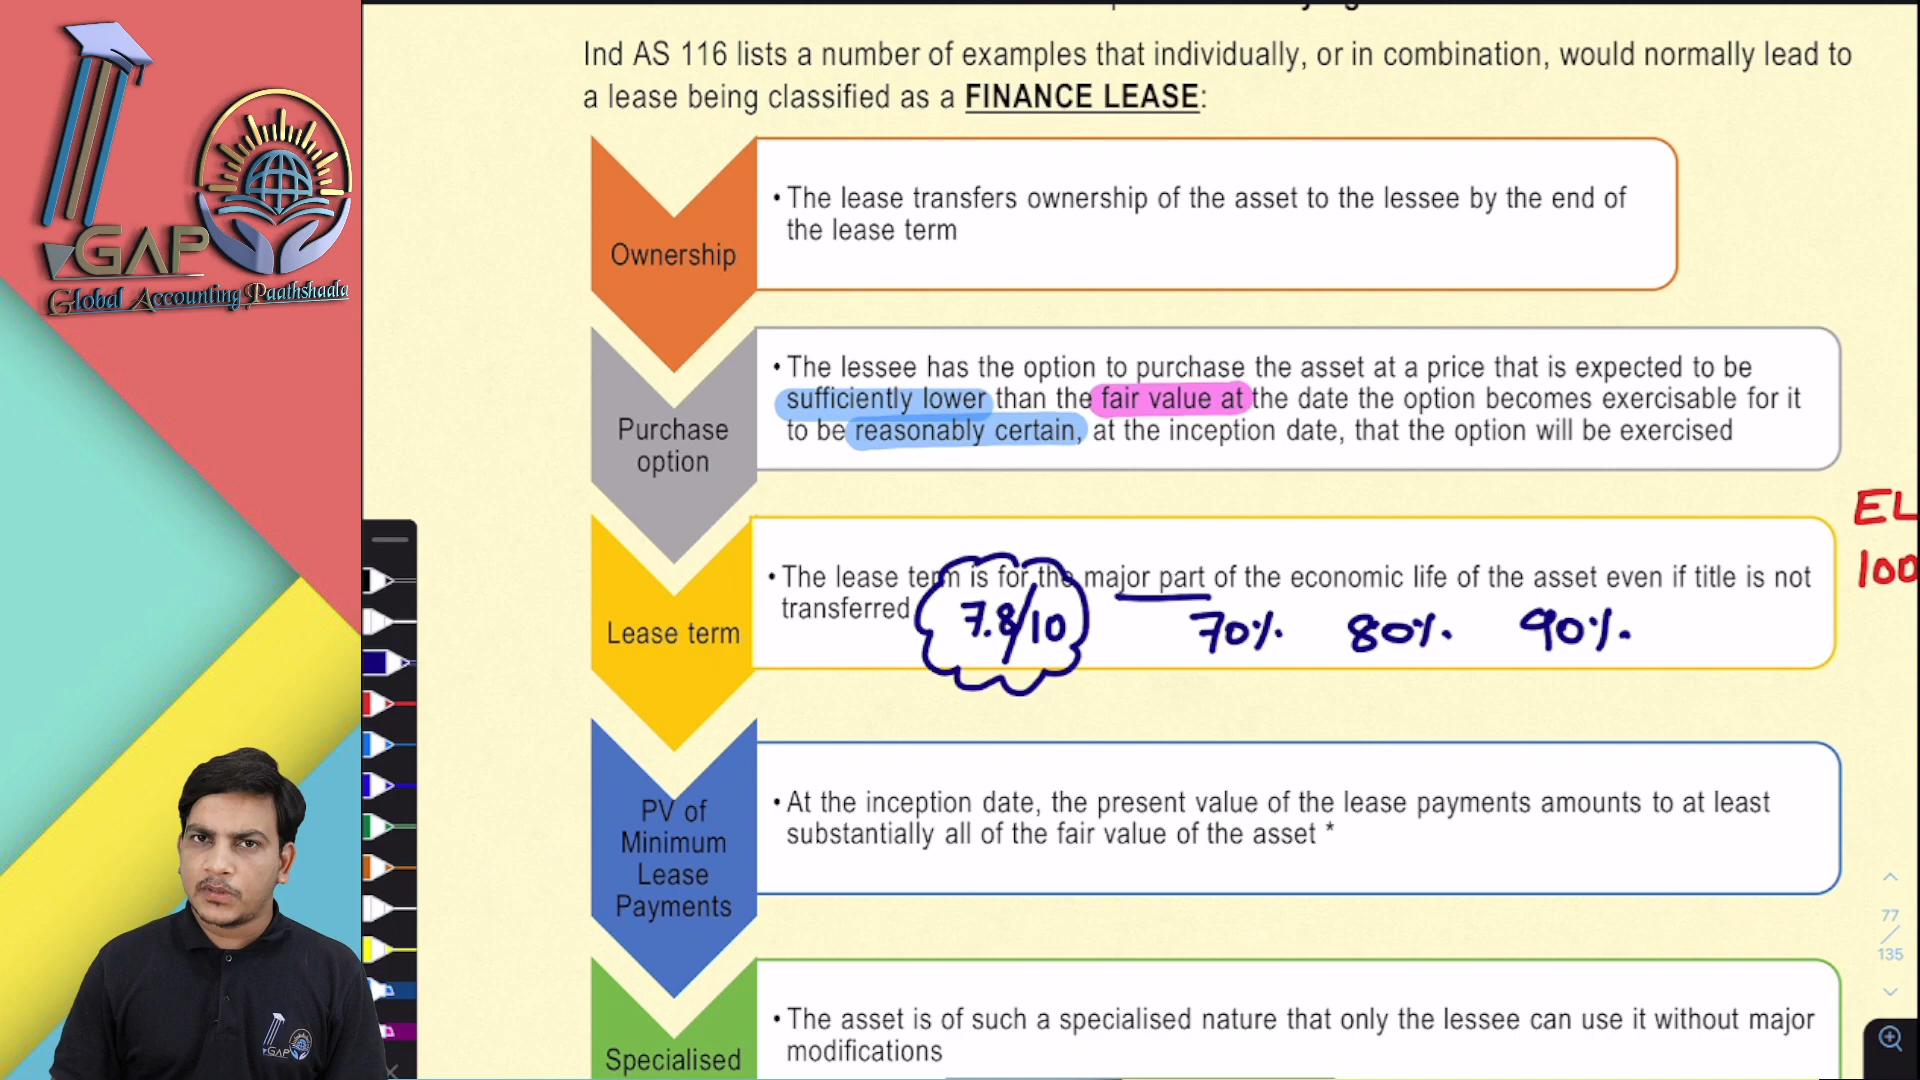 Ind AS 116 lists a number of examples that individually, or in combination, would normally lead to
a lease being classified as a FINANCE LEASE:
GAP
Global Accounting Paathshaala
Ownership
• The lease transfers ownership of the asset to the lessee by the end of
the lease term
Purchase
option
• The lessee has the option to purchase the asset at a price that is expected to be
sufficiently lower than the fair value at the date the option becomes exercisable for it
to be reasonably certain, at the inception date, that the option will be exercised
EL
100
Lease term
• The lease term is for the major part of the economic life of the asset even if title is not
transferred
7.8/10 70% 80% 90%
PV of
Minimum
Lease
Payments
• At the inception date, the present value of the lease payments amounts to at least
substantially all of the fair value of the asset *
77
/
135
Specialised
• The asset is of such a specialised nature that only the lessee can use it without major
modifications
GAP